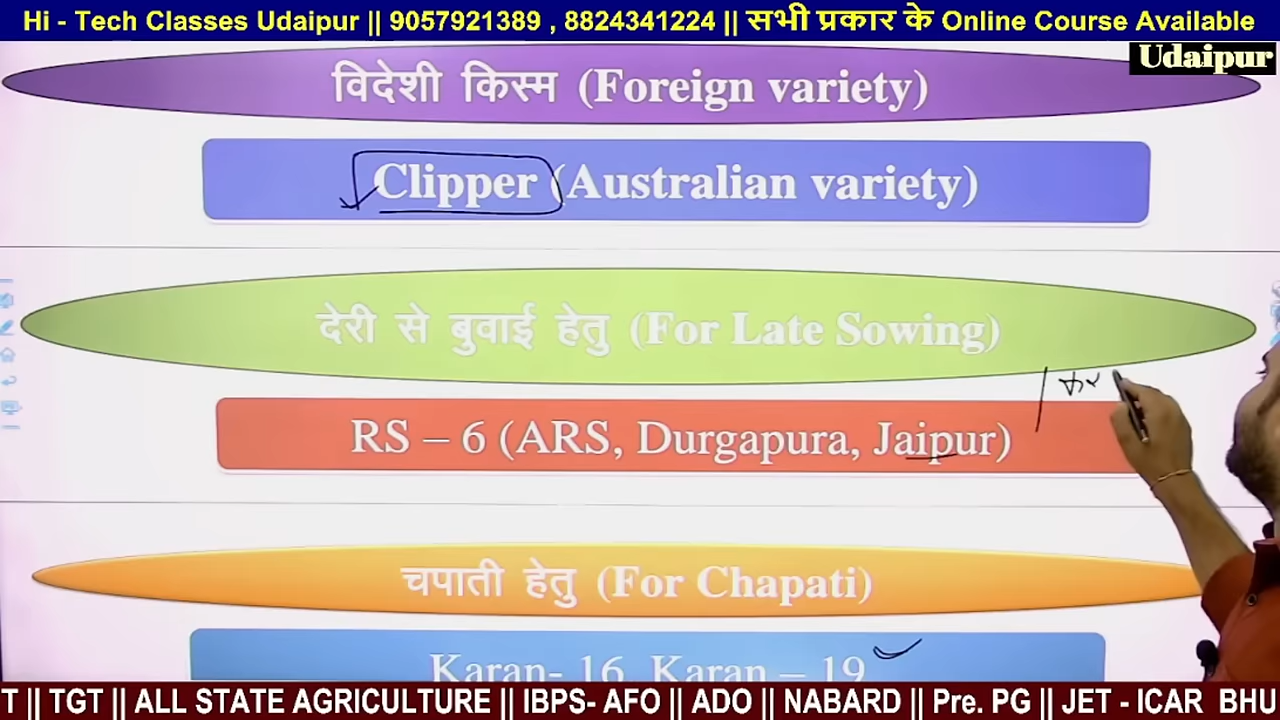 Hi - Tech Classes Udaipur || 9057921389 , 8824341224 || सभी प्रकार के Online Course Available
Udaipur
विदेशी किस्म (Foreign variety)
Clipper (Australian variety)
देरी से बुवाई हेतु (For Late Sowing)
RS – 6 (ARS, Durgapura, Jaipur)
चपाती हेतु (For Chapati)
Karan- 16, Karan – 19
T || TGT || ALL STATE AGRICULTURE || IBPS- AFO || ADO || NABARD || Pre. PG || JET - ICAR BHU